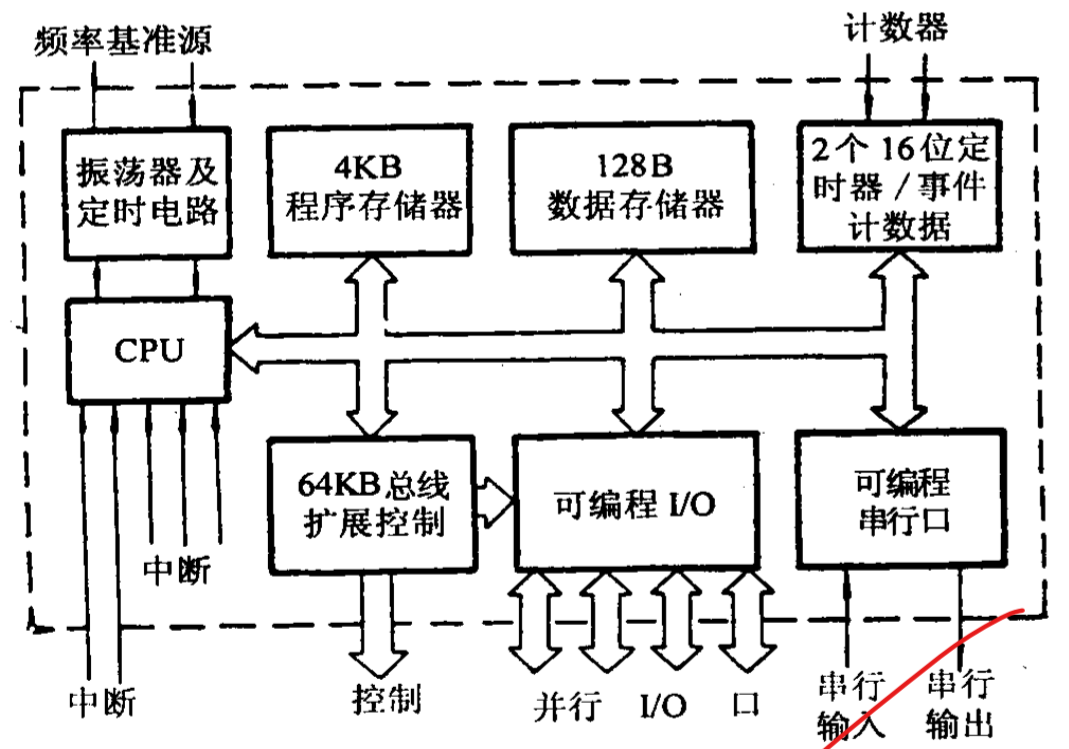 频率基准源
计数器
振荡器及
定时电路
4KB
程序存储器
128B
数据存储器
2个16位定
时器/事件
计数据
CPU
64KB总线
扩展控制
可编程 I/O
可编程
串行口
中断
中断
控制
并行 I/O 口
串行
输入
串行
输出